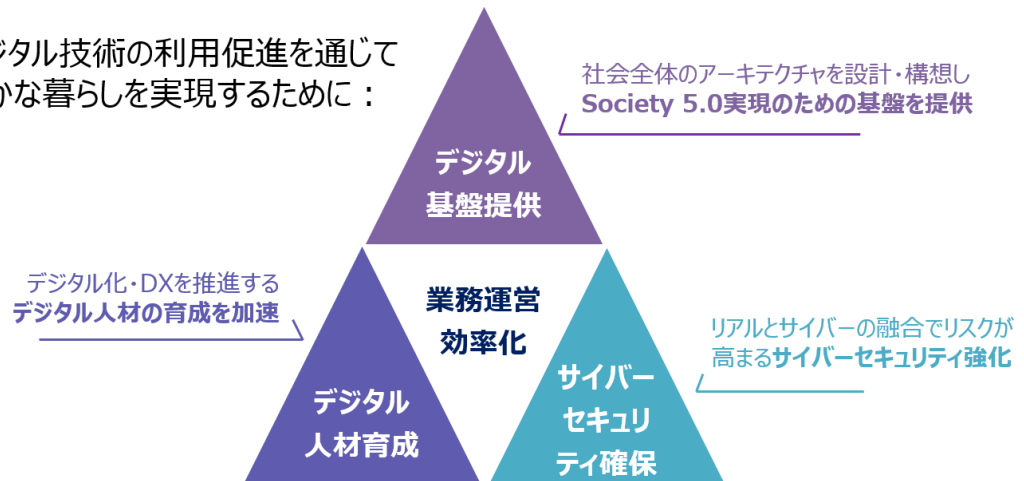 ジタル技術の利用促進を通じて
かな暮らしを実現するために：
社会全体のアーキテクチャを設計・構想し
Society 5.0実現のための基盤を提供
デジタル
基盤提供
デジタル化・DXを推進する
デジタル人材の育成を加速
業務運営
効率化
リアルとサイバーの融合でリスクが
高まるサイバーセキュリティ強化
デジタル
人材育成
サイバー
セキュリ
ティ確保